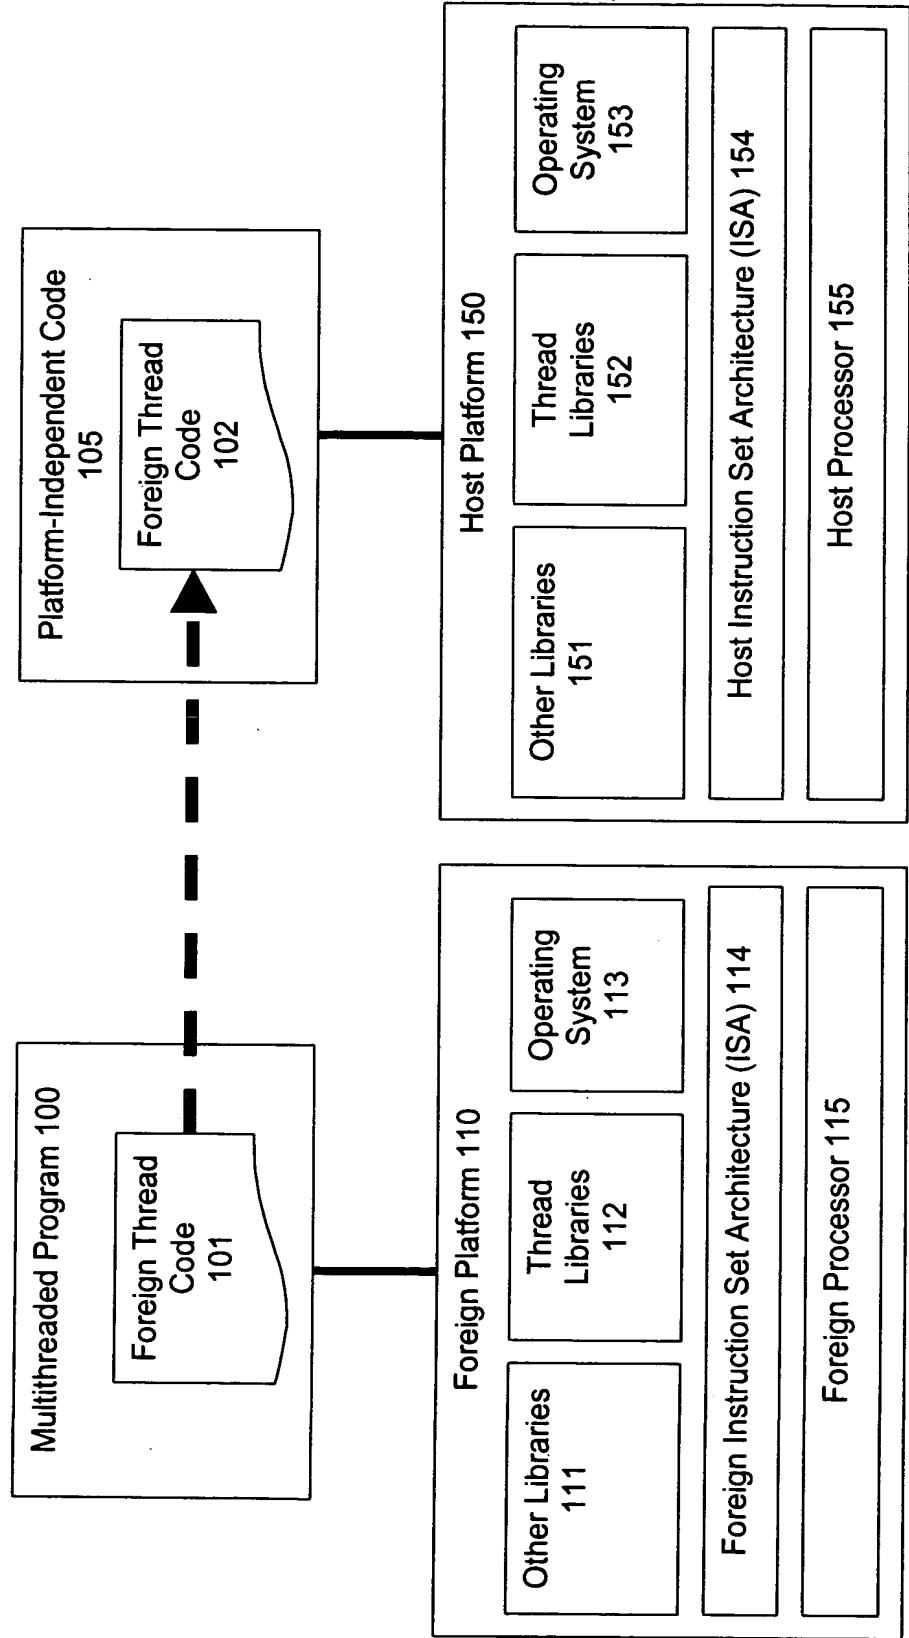 Multithreaded Program 100
Foreign Thread
Code
101
Platform-Independent Code
105
Foreign Thread
Code
102
Foreign Platform 110
Other Libraries
111
Thread
Libraries
112
Operating
System
113
Foreign Instruction Set Architecture (ISA) 114
Foreign Processor 115
Host Platform 150
Other Libraries
151
Thread
Libraries
152
Operating
System
153
Host Instruction Set Architecture (ISA) 154
Host Processor 155